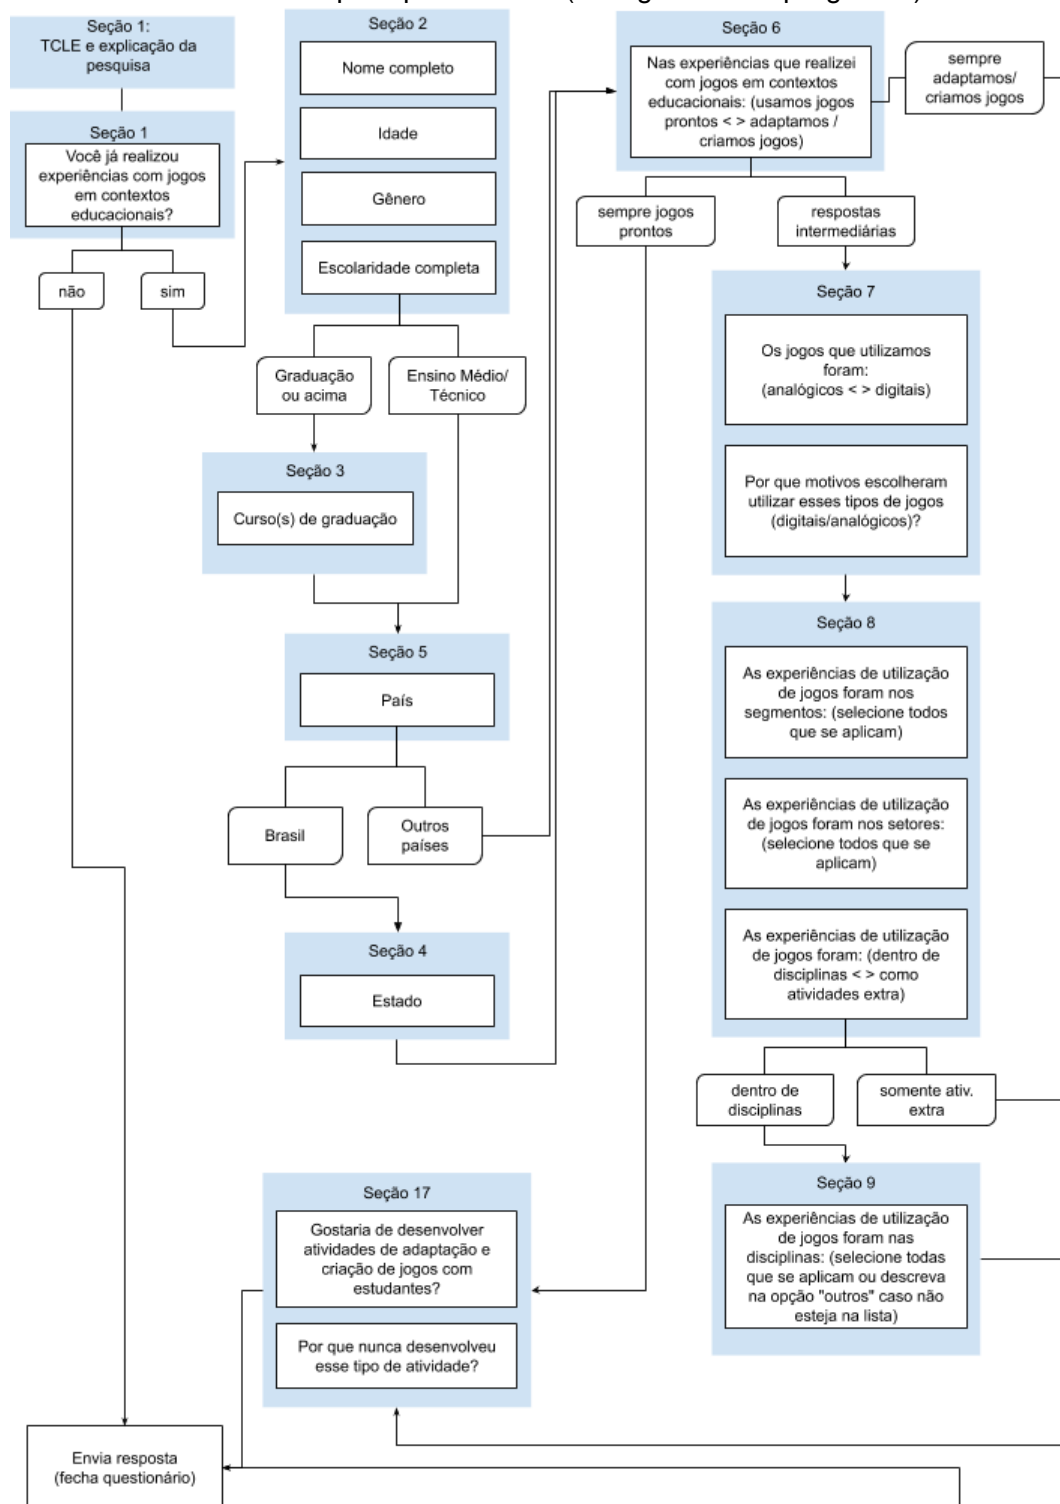 Seção 1:
TCLE e explicação da
pesquisa
Seção 1
Você já realizou
experiências com jogos
em contextos
educacionais?
não
sim
Seção 2
Nome completo
Idade
Gênero
Escolaridade completa
Graduação
ou acima
Ensino Médio/
Técnico
Seção 3
Curso(s) de graduação
Seção 5
País
Brasil
Outros
países
Seção 4
Estado
Seção 6
Nas experiências que realizei
com jogos em contextos
educacionais: (usamos jogos
prontos < > adaptamos /
criamos jogos)
sempre
adaptamos/
criamos jogos
sempre jogos
prontos
respostas
intermediárias
Seção 7
Os jogos que utilizamos
foram:
(analógicos < > digitais)
Por que motivos escolheram
utilizar esses tipos de jogos
(digitais/analógicos)?
Seção 8
As experiências de utilização
de jogos foram nos
segmentos: (selecione todos
que se aplicam)
As experiências de utilização
de jogos foram nos setores:
(selecione todos que se
aplicam)
As experiências de utilização
de jogos foram: (dentro de
disciplinas < > como
atividades extra)
dentro de
disciplinas
somente ativ.
extra
Seção 9
As experiências de utilização
de jogos foram nas
disciplinas: (selecione todas
que se aplicam ou descreva
na opção "outros" caso não
esteja na lista)
Seção 17
Gostaria de desenvolver
atividades de adaptação e
criação de jogos com
estudantes?
Por que nunca desenvolveu
esse tipo de atividade?
Envia resposta
(fecha questionário)